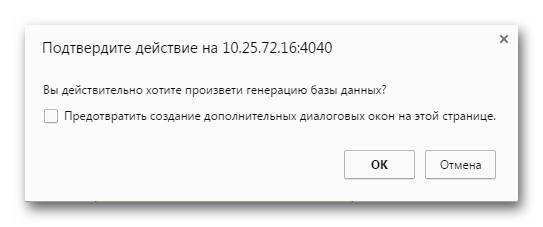 Подтвердите действие на 10.25.72.16:4040
Вы действительно хотите произвети генерацию базы данных?
Предотвратить создание дополнительных диалоговых окон на этой странице.
OK Отмена